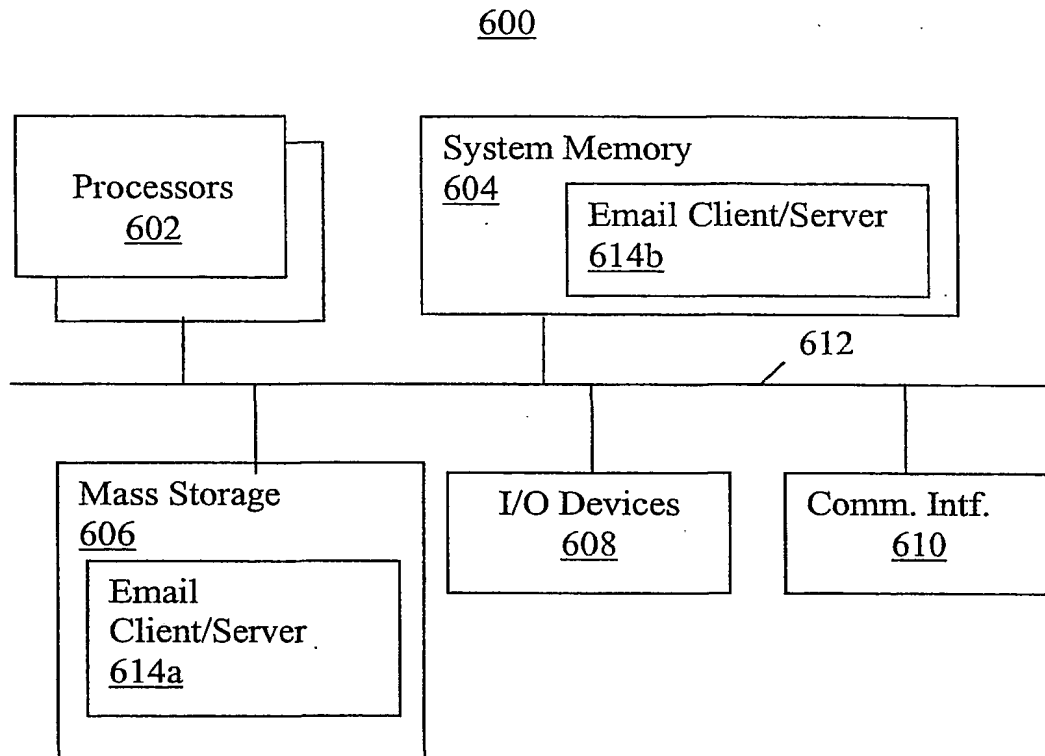 600
Processors
602
System Memory
604
Email Client/Server
614b
612
Mass Storage
606
Email
Client/Server
614a
I/O Devices
608
Comm. Intf.
610